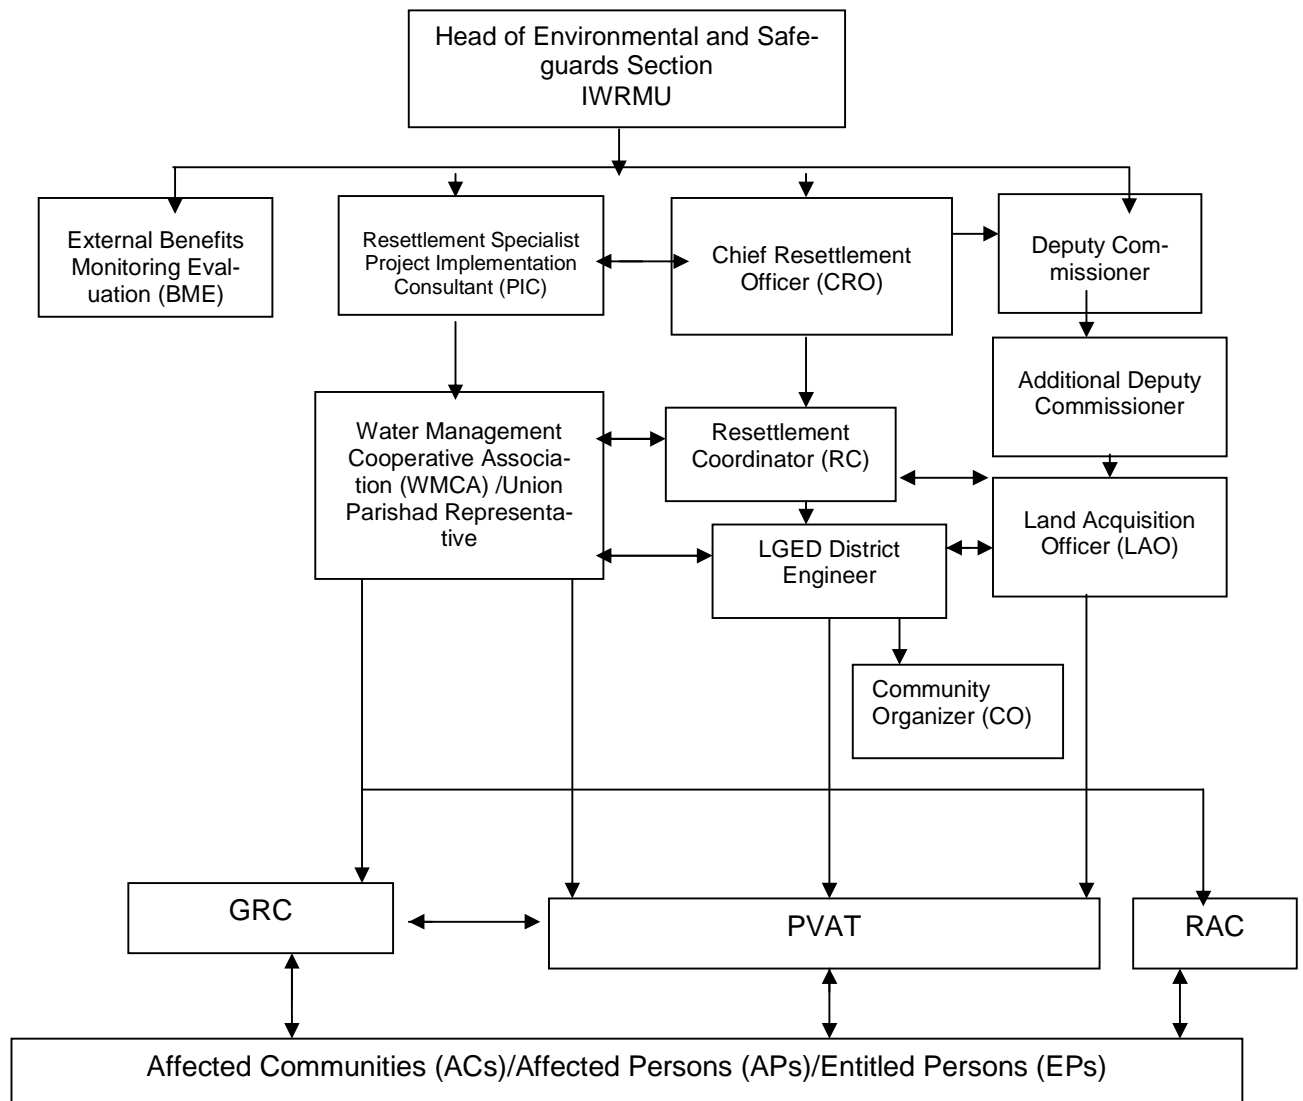 Head of Environmental and Safe-
guards Section
IWRMU
External Benefits
Monitoring Eval-
uation (BME)
Resettlement Specialist
Project Implementation
Consultant (PIC)
Chief Resettlement
Officer (CRO)
Deputy Com-
missioner
Additional Deputy
Commissioner
Water Management
Cooperative Associa-
tion (WMCA) /Union
Parishad Representa-
tive
Resettlement
Coordinator (RC)
Land Acquisition
Officer (LAO)
LGED District
Engineer
Community
Organizer (CO)
GRC
PVAT
RAC
Affected Communities (ACs)/Affected Persons (APs)/Entitled Persons (EPs)